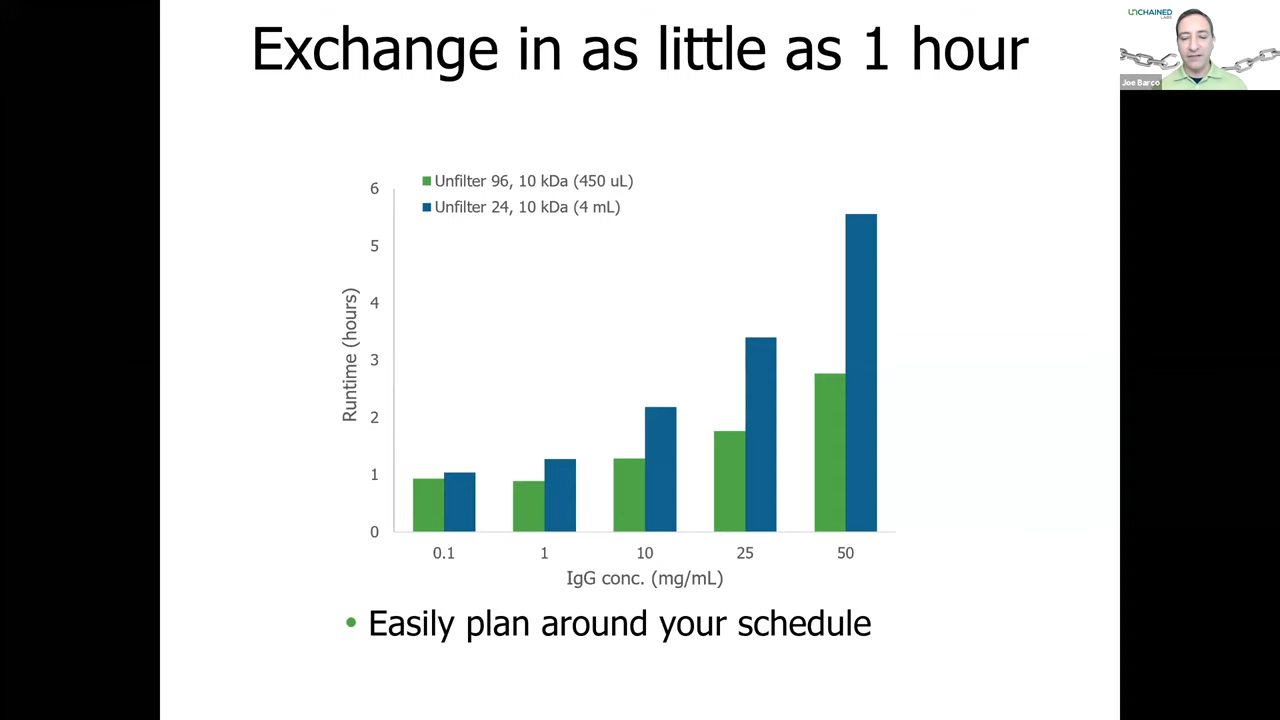 Exchange in as little as 1 hour
UNCHAINED
LABS
Joe Barco
Unfilter 96, 10 kDa (450 uL)
Unfilter 24, 10 kDa (4 mL)
Runtime (hours)
6
5
4
3
2
1
0
0.1 1 10 25 50
IgG conc. (mg/mL)
• Easily plan around your schedule